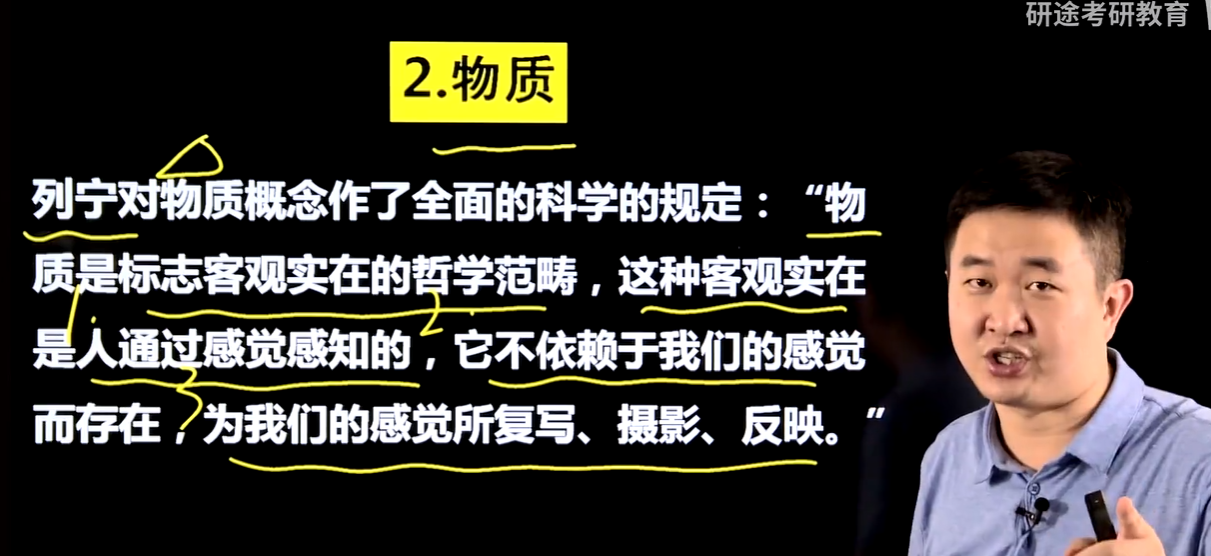 研途考研教育
2.物质
列宁对物质概念作了全面的科学的规定：“物
质是标志客观实在的哲学范畴，这种客观实在
是人通过感觉感知的，它不依赖于我们的感觉
而存在，为我们的感觉所复写、摄影、反映。”
1.
2.
3